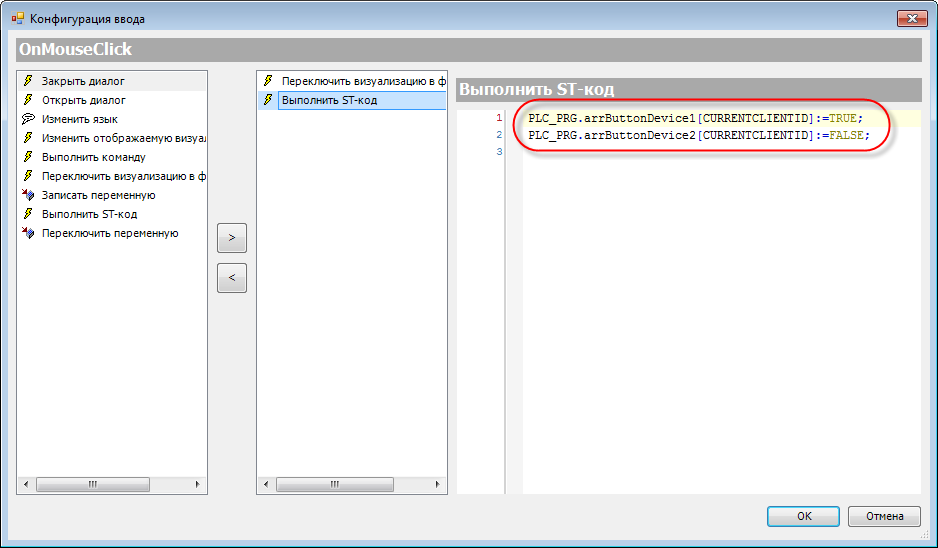 Конфигурация ввода
OnMouseClick
Закрыть диалог
Открыть диалог
Изменить язык
Изменить отображаемую визуал
Выполнить команду
Переключить визуализацию в ф
Записать переменную
Выполнить ST-код
Переключить переменную
>
<
Переключить визуализацию в ф
Выполнить ST-код
Выполнить ST-код
1 PLC_PRG.arrButtonDevice1[CURRENTCLIENTID]:=TRUE;
2 PLC_PRG.arrButtonDevice2[CURRENTCLIENTID]:=FALSE;
3
OK
Отмена